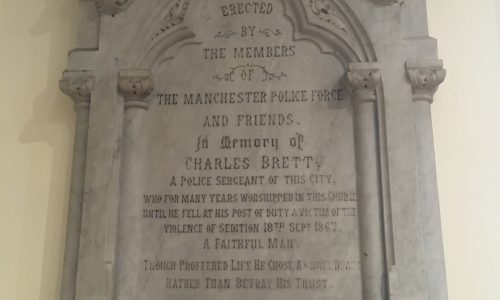 ERECTED
BY
THE MEMBERS
OF
THE MANCHESTER POLICE FORCE
AND FRIENDS.
In Memory of
CHARLES BRETT,
A POLICE SERGEANT OF THIS CITY,
WHO FOR MANY YEARS WORSHIPPED IN THIS CHURCH
UNTIL HE FELL AT HIS POST OF DUTY A VICTIM OF THE
VIOLENCE OF SEDITION 18TH SEPT 1867.
A FAITHFUL MAN
THOUGH PROFFERED LIFE HE CHOSE A CRUEL DEATH
RATHER THAN BETRAY HIS TRUST.